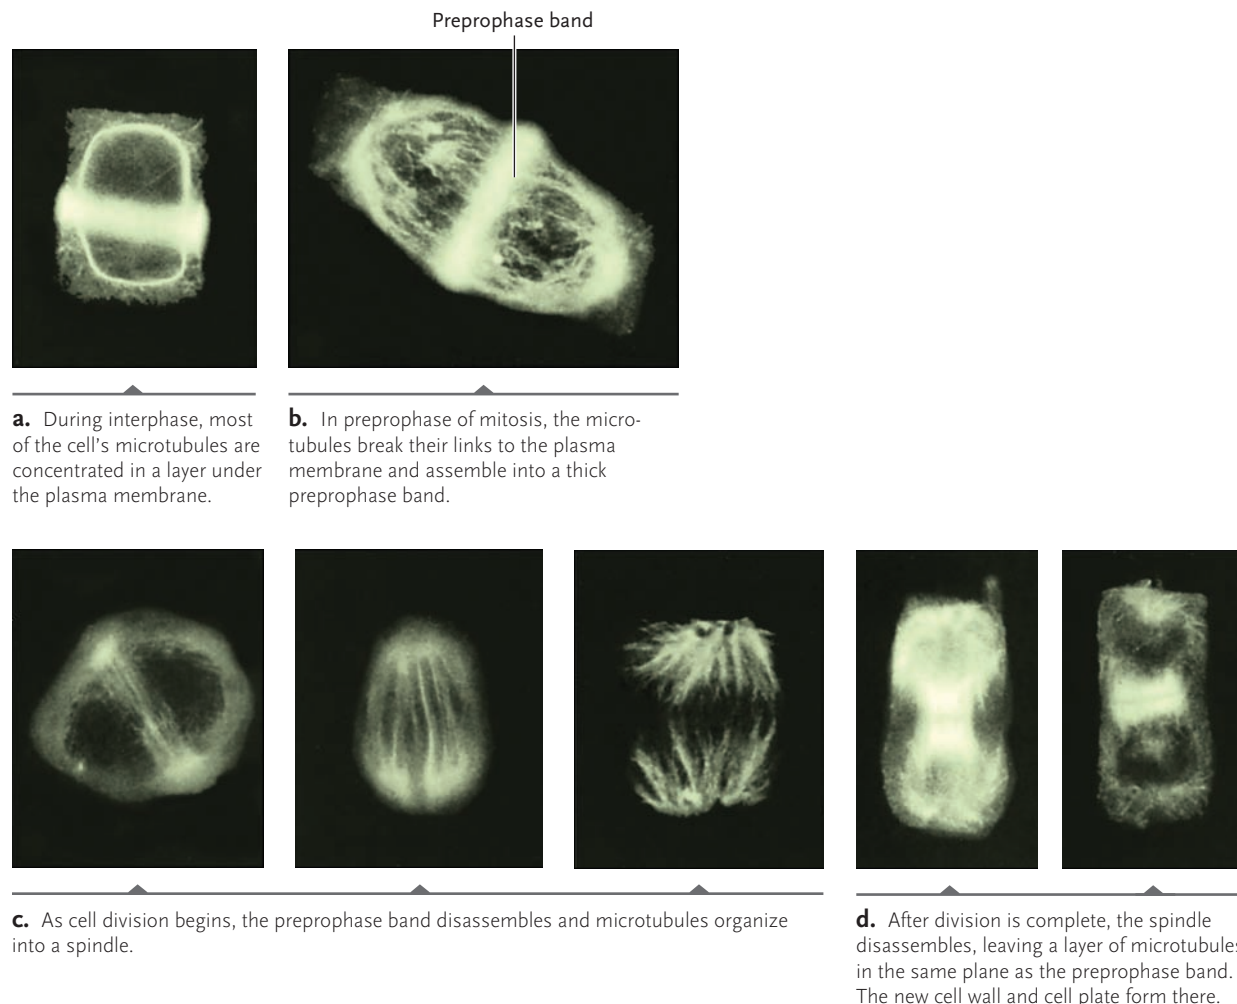 Preprophase band
a. During interphase, most
of the cell’s microtubules are
concentrated in a layer under
the plasma membrane.
b. In preprophase of mitosis, the micro-
tubules break their links to the plasma
membrane and assemble into a thick
preprophase band.
c. As cell division begins, the preprophase band disassembles and microtubules organize
into a spindle.
d. After division is complete, the spindle
disassembles, leaving a layer of microtubules
in the same plane as the preprophase band.
The new cell wall and cell plate form there.